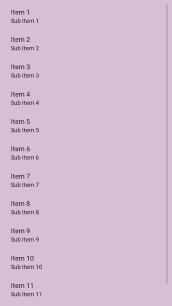 Item 1
Sub Item 1
Item 2
Sub Item 2
Item 3
Sub Item 3
Item 4
Sub Item 4
Item 5
Sub Item 5
Item 6
Sub Item 6
Item 7
Sub Item 7
Item 8
Sub Item 8
Item 9
Sub Item 9
Item 10
Sub Item 10
Item 11
Sub Item 11